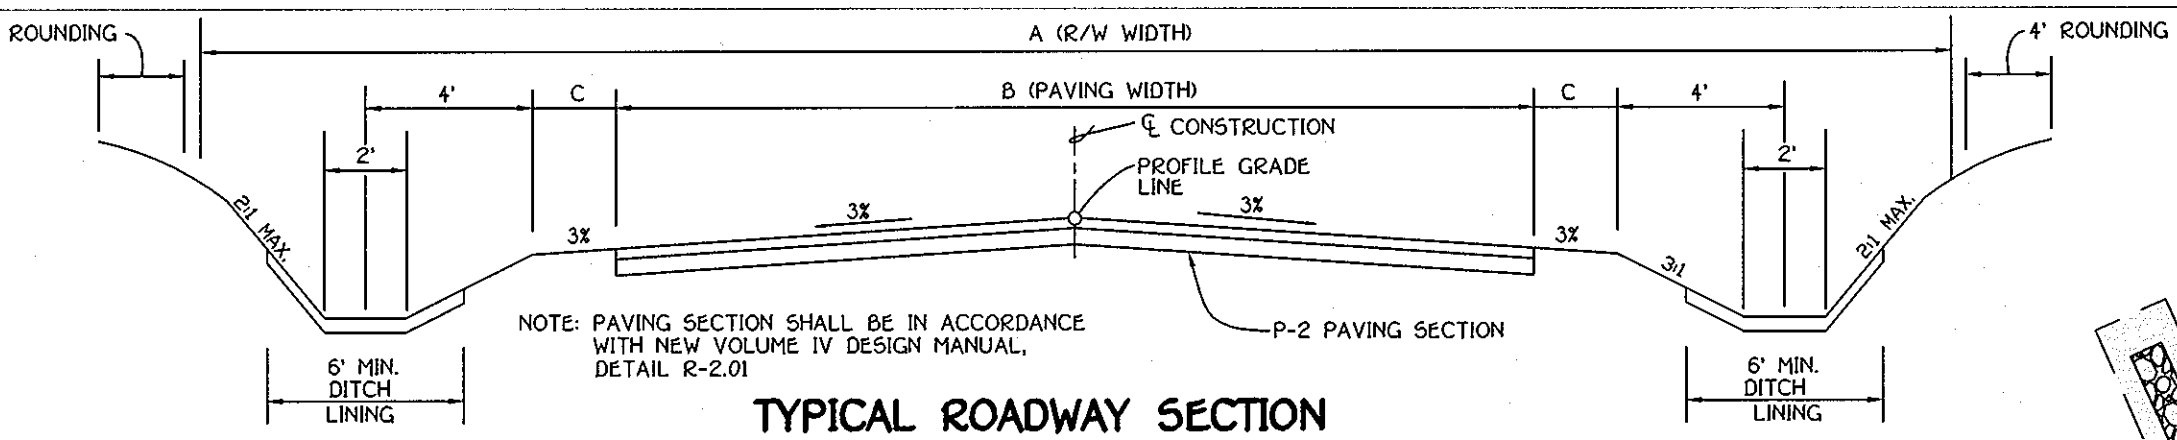 ROUNDING
A (R/W WIDTH)
4' ROUNDING
4'
C
B (PAVING WIDTH)
C
4'
℄ CONSTRUCTION
2'
2'
PROFILE GRADE
LINE
2:1 MAX.
3%
3%
2:1 MAX.
3%
3%
3:1
NOTE: PAVING SECTION SHALL BE IN ACCORDANCE
WITH NEW VOLUME IV DESIGN MANUAL,
DETAIL R-2.01
P-2 PAVING SECTION
6' MIN.
DITCH
LINING
6' MIN.
DITCH
LINING
TYPICAL ROADWAY SECTION